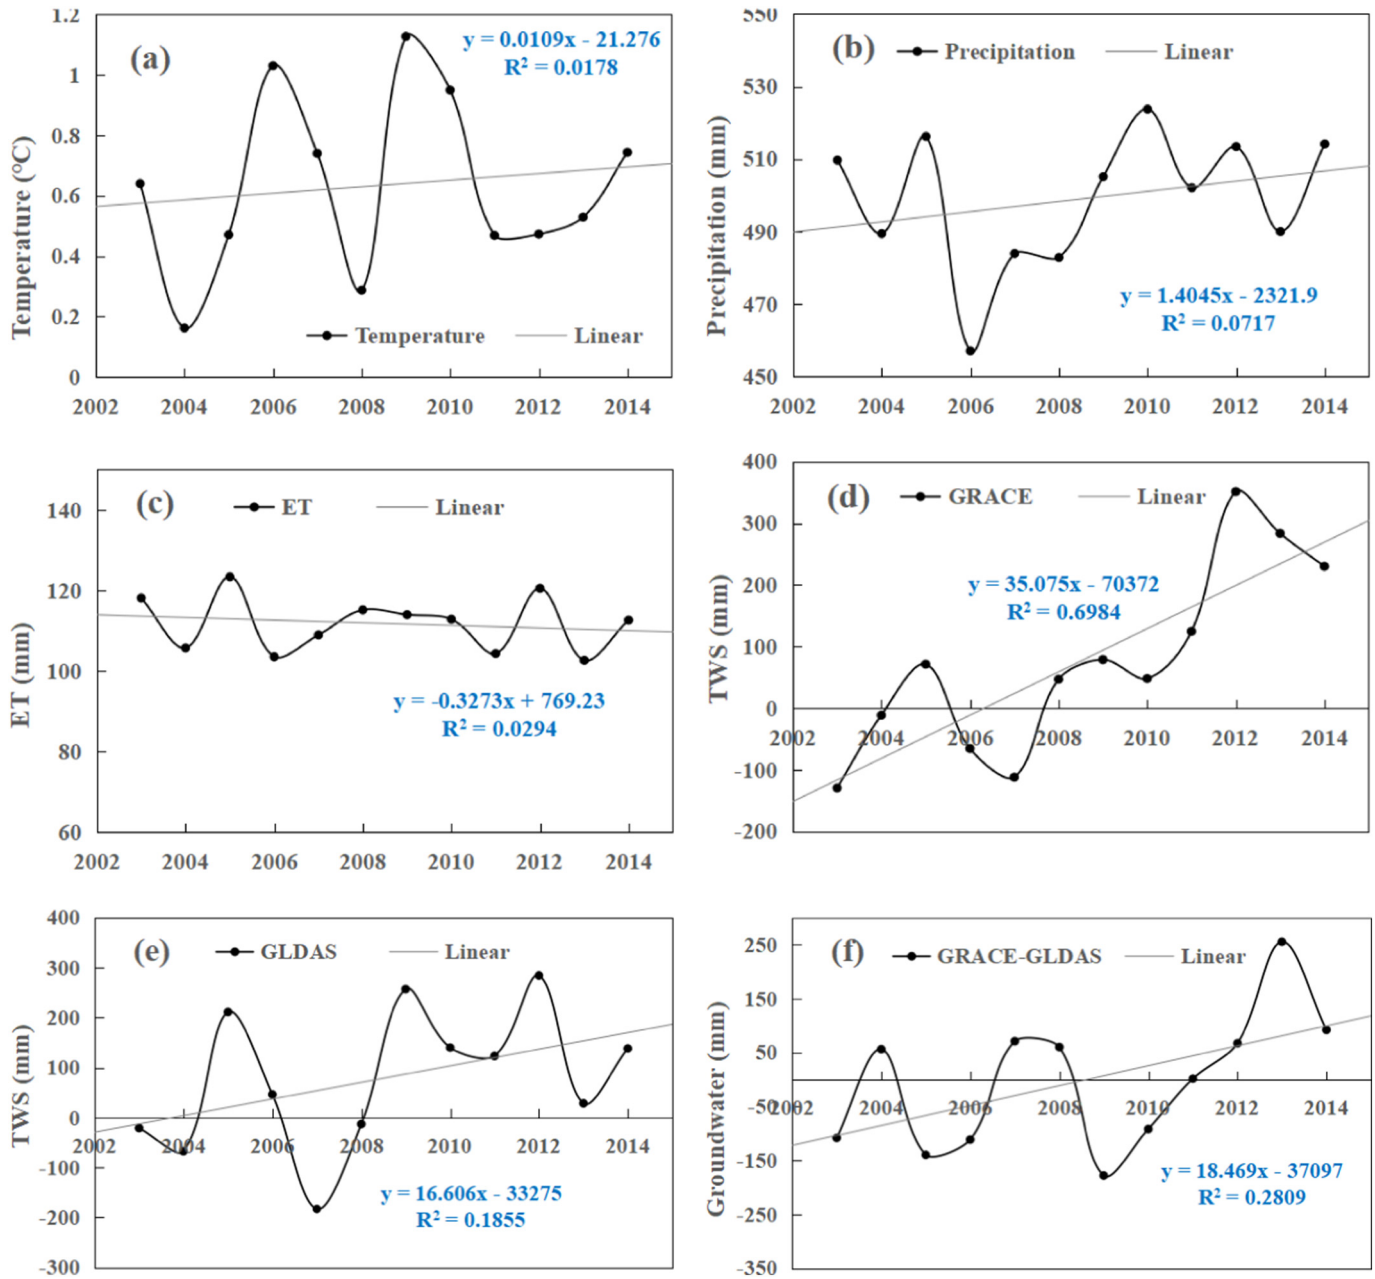 1.2
(a)
y = 0.0109x - 21.276
R² = 0.0178
1
0.8
0.6
0.4
0.2
0
Temperature (°C)
Temperature
Linear
2002 2004 2006 2008 2010 2012 2014
550
(b)
Precipitation
Linear
530
510
490
470
450
Precipitation (mm)
y = 1.4045x - 2321.9
R² = 0.0717
2002 2004 2006 2008 2010 2012 2014
(c)
ET
Linear
140
120
100
80
60
ET (mm)
y = -0.3273x + 769.23
R² = 0.0294
2002 2004 2006 2008 2010 2012 2014
400
(d)
GRACE
Linear
300
200
100
0
-100
-200
TWS (mm)
y = 35.075x - 70372
R² = 0.6984
2002 2004 2006 2008 2010 2012 2014
400
(e)
GLDAS
Linear
300
200
100
0
-100
-200
-300
TWS (mm)
2002 2004 2006 2008 2010 2012 2014
y = 16.606x - 33275
R² = 0.1855
(f)
GRACE-GLDAS
Linear
250
150
50
-50
-150
-250
-350
Groundwater (mm)
2002 2004 2006 2008 2010 2012 2014
y = 18.469x - 37097
R² = 0.2809